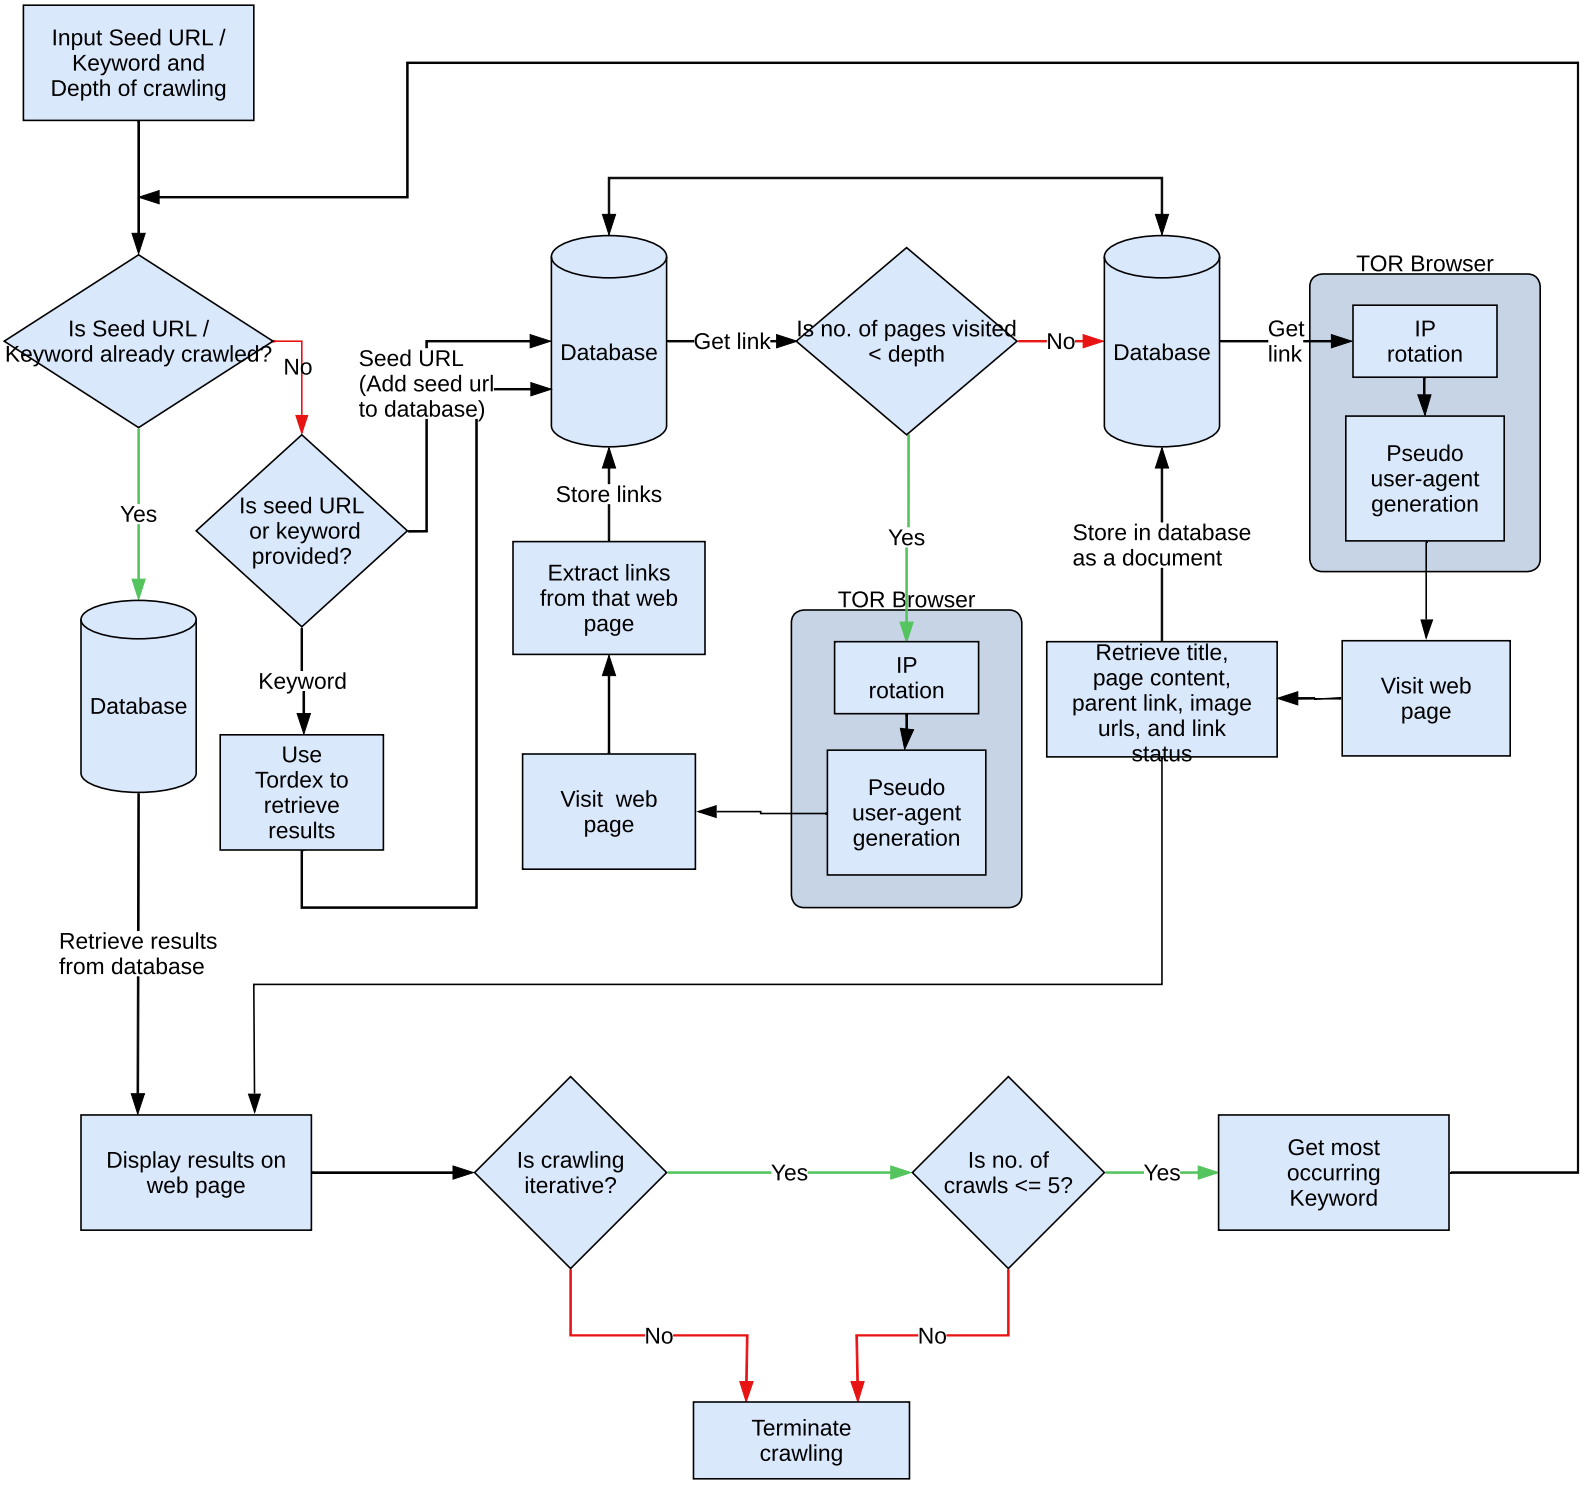 Input Seed URL /
Keyword and
Depth of crawling
Is Seed URL /
Keyword already crawled?
No
Yes
Database
Retrieve results
from database
Is seed URL
or keyword
provided?
Seed URL
(Add seed url
to database)
Keyword
Use
Tordex to
retrieve
results
Database
Get link
Is no. of pages visited
< depth
No
Yes
Store links
Extract links
from that web
page
Visit  web
page
TOR Browser
IP
rotation
Pseudo
user-agent
generation
Database
Get
link
TOR Browser
IP
rotation
Pseudo
user-agent
generation
Visit web
page
Store in database
as a document
Retrieve title,
page content,
parent link, image
urls, and link
status
Display results on
web page
Is crawling
iterative?
Yes
Is no. of
crawls <= 5?
Yes
Get most
occurring
Keyword
No
No
Terminate
crawling